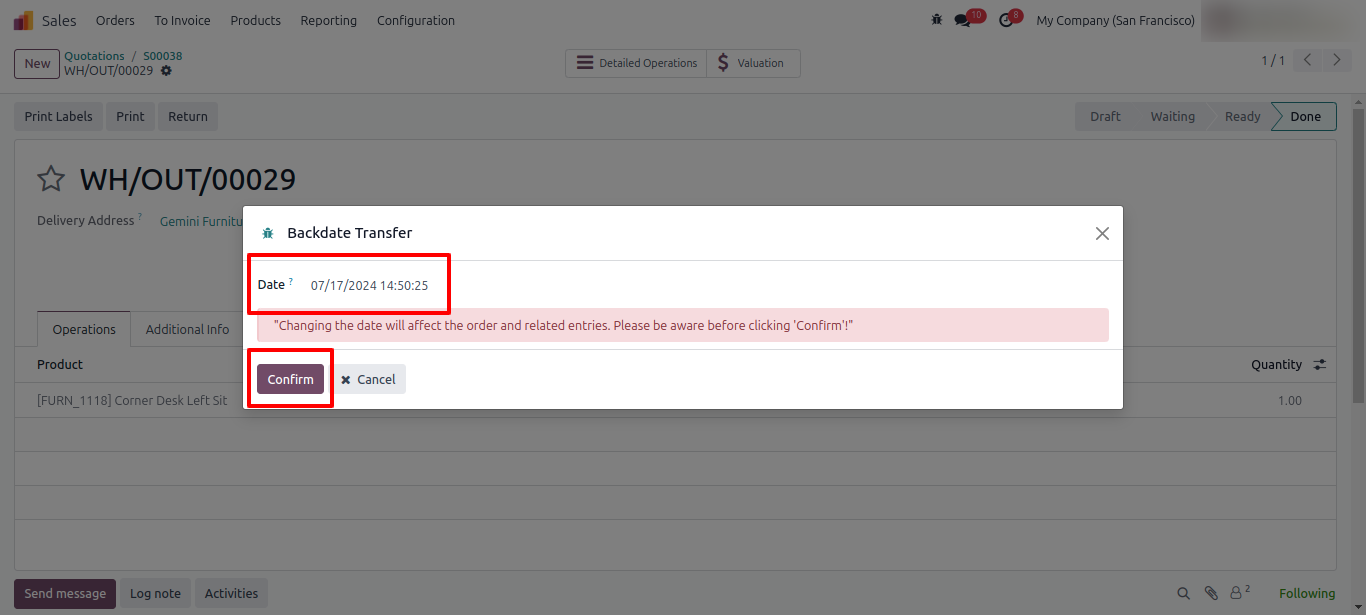 Sales Orders To Invoice Products Reporting Configuration 10 8 My Company (San Francisco)
New Quotations / S00038 Detailed Operations Valuation 1 / 1
WH/OUT/00029
Print Labels Print Return Draft Waiting Ready Done
WH/OUT/00029
Delivery Address ? Gemini Furnitu
Backdate Transfer
Date ? 07/17/2024 14:50:25
"Changing the date will affect the order and related entries. Please be aware before clicking 'Confirm'!"
Operations Additional Info
Product Quantity
Confirm Cancel
[FURN_1118] Corner Desk Left Sit 1.00
Send message Log note Activities 2 Following